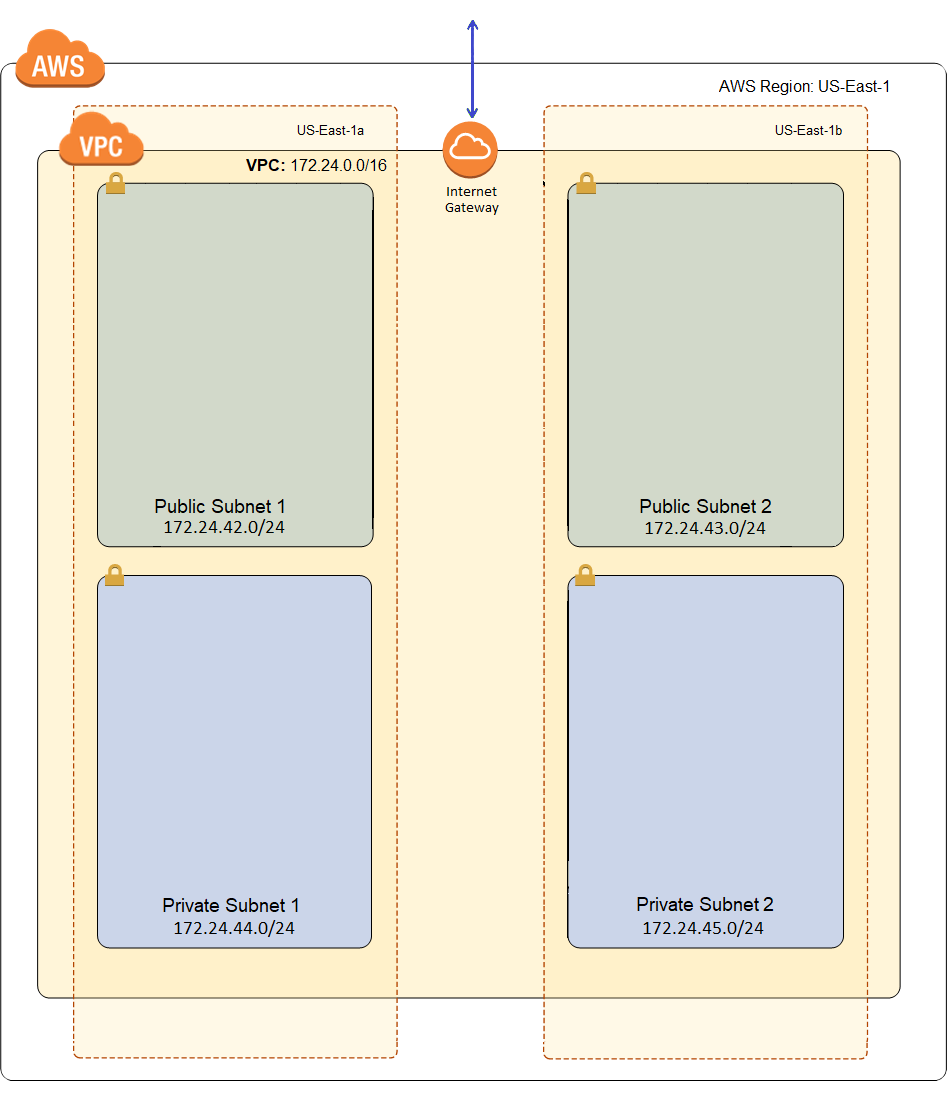 AWS
AWS Region: US-East-1
US-East-1a
US-East-1b
VPC
VPC: 172.24.0.0/16
Internet
Gateway
Public Subnet 1
172.24.42.0/24
Public Subnet 2
172.24.43.0/24
Private Subnet 1
172.24.44.0/24
Private Subnet 2
172.24.45.0/24